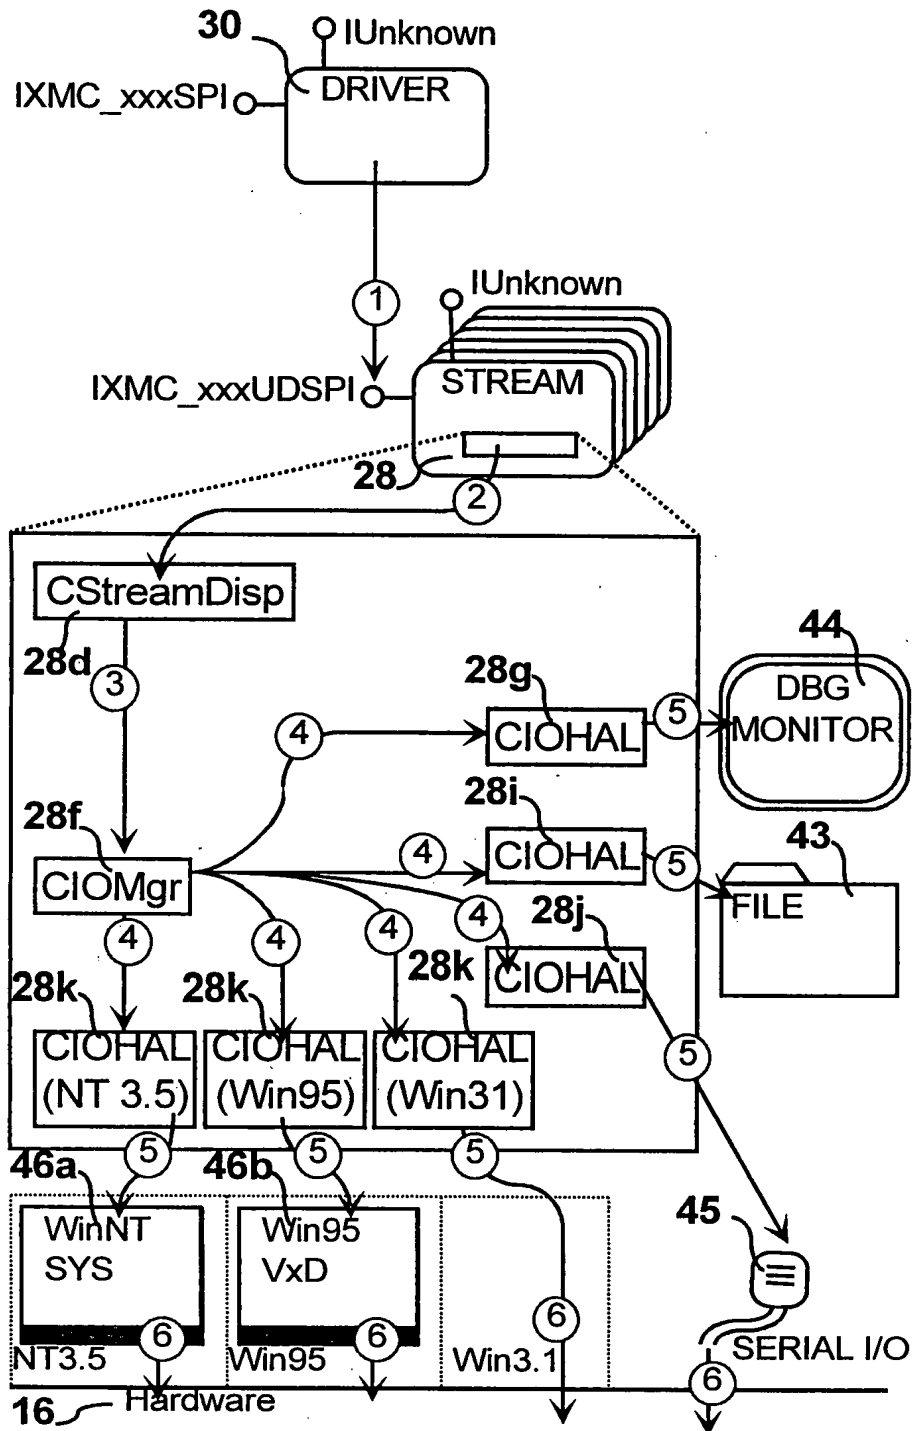 30
IUnknown
DRIVER
IXMC_xxxSPI
1
IUnknown
IXMC_xxxUDSPI
STREAM
28
2
CStreamDisp
28d
3
44
DBG
MONITOR
28g
5
4
CIOHAL
28i
28f
4
CIOHAL
5
43
FILE
CIOMgr
4
4
4
4
28j
CIOHAL
28k
28k
28k
CIOHAL
(NT 3.5)
CIOHAL
(Win95)
CIOHAL
(Win31)
5
5
5
5
46a
46b
WinNT
SYS
Win95
VxD
45
6
6
6
NT3.5
Win95
Win3.1
SERIAL I/O
6
16
Hardware